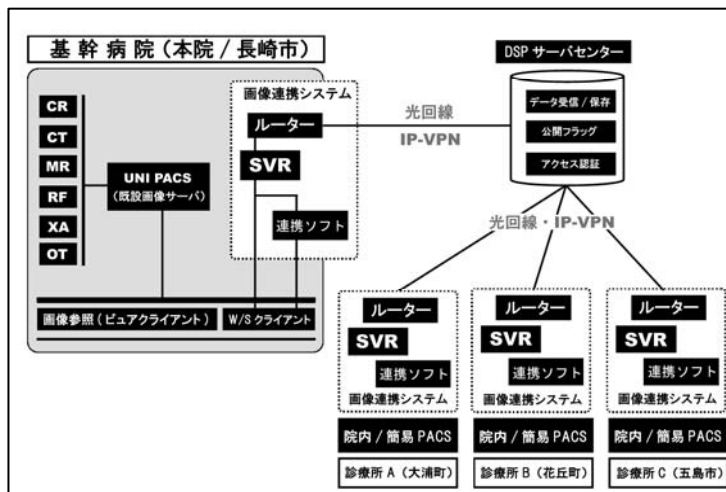 基幹病院（本院/長崎市）
CR
CT
MR
RF
XA
OT
UNI PACS
（既設画像サーバ）
画像連携システム
ルーター
SVR
連携ソフト
画像参照（ピュアクライアント）
W/S クライアント
光回線
IP-VPN
DSP サーバセンター
データ受信 / 保存
公開フラッグ
アクセス認証
光回線・IP-VPN
ルーター
SVR
連携ソフト
画像連携システム
院内 / 簡易 PACS
診療所 A（大浦町）
ルーター
SVR
連携ソフト
画像連携システム
院内 / 簡易 PACS
診療所 B（花丘町）
ルーター
SVR
連携ソフト
画像連携システム
院内 / 簡易 PACS
診療所 C（五島市）